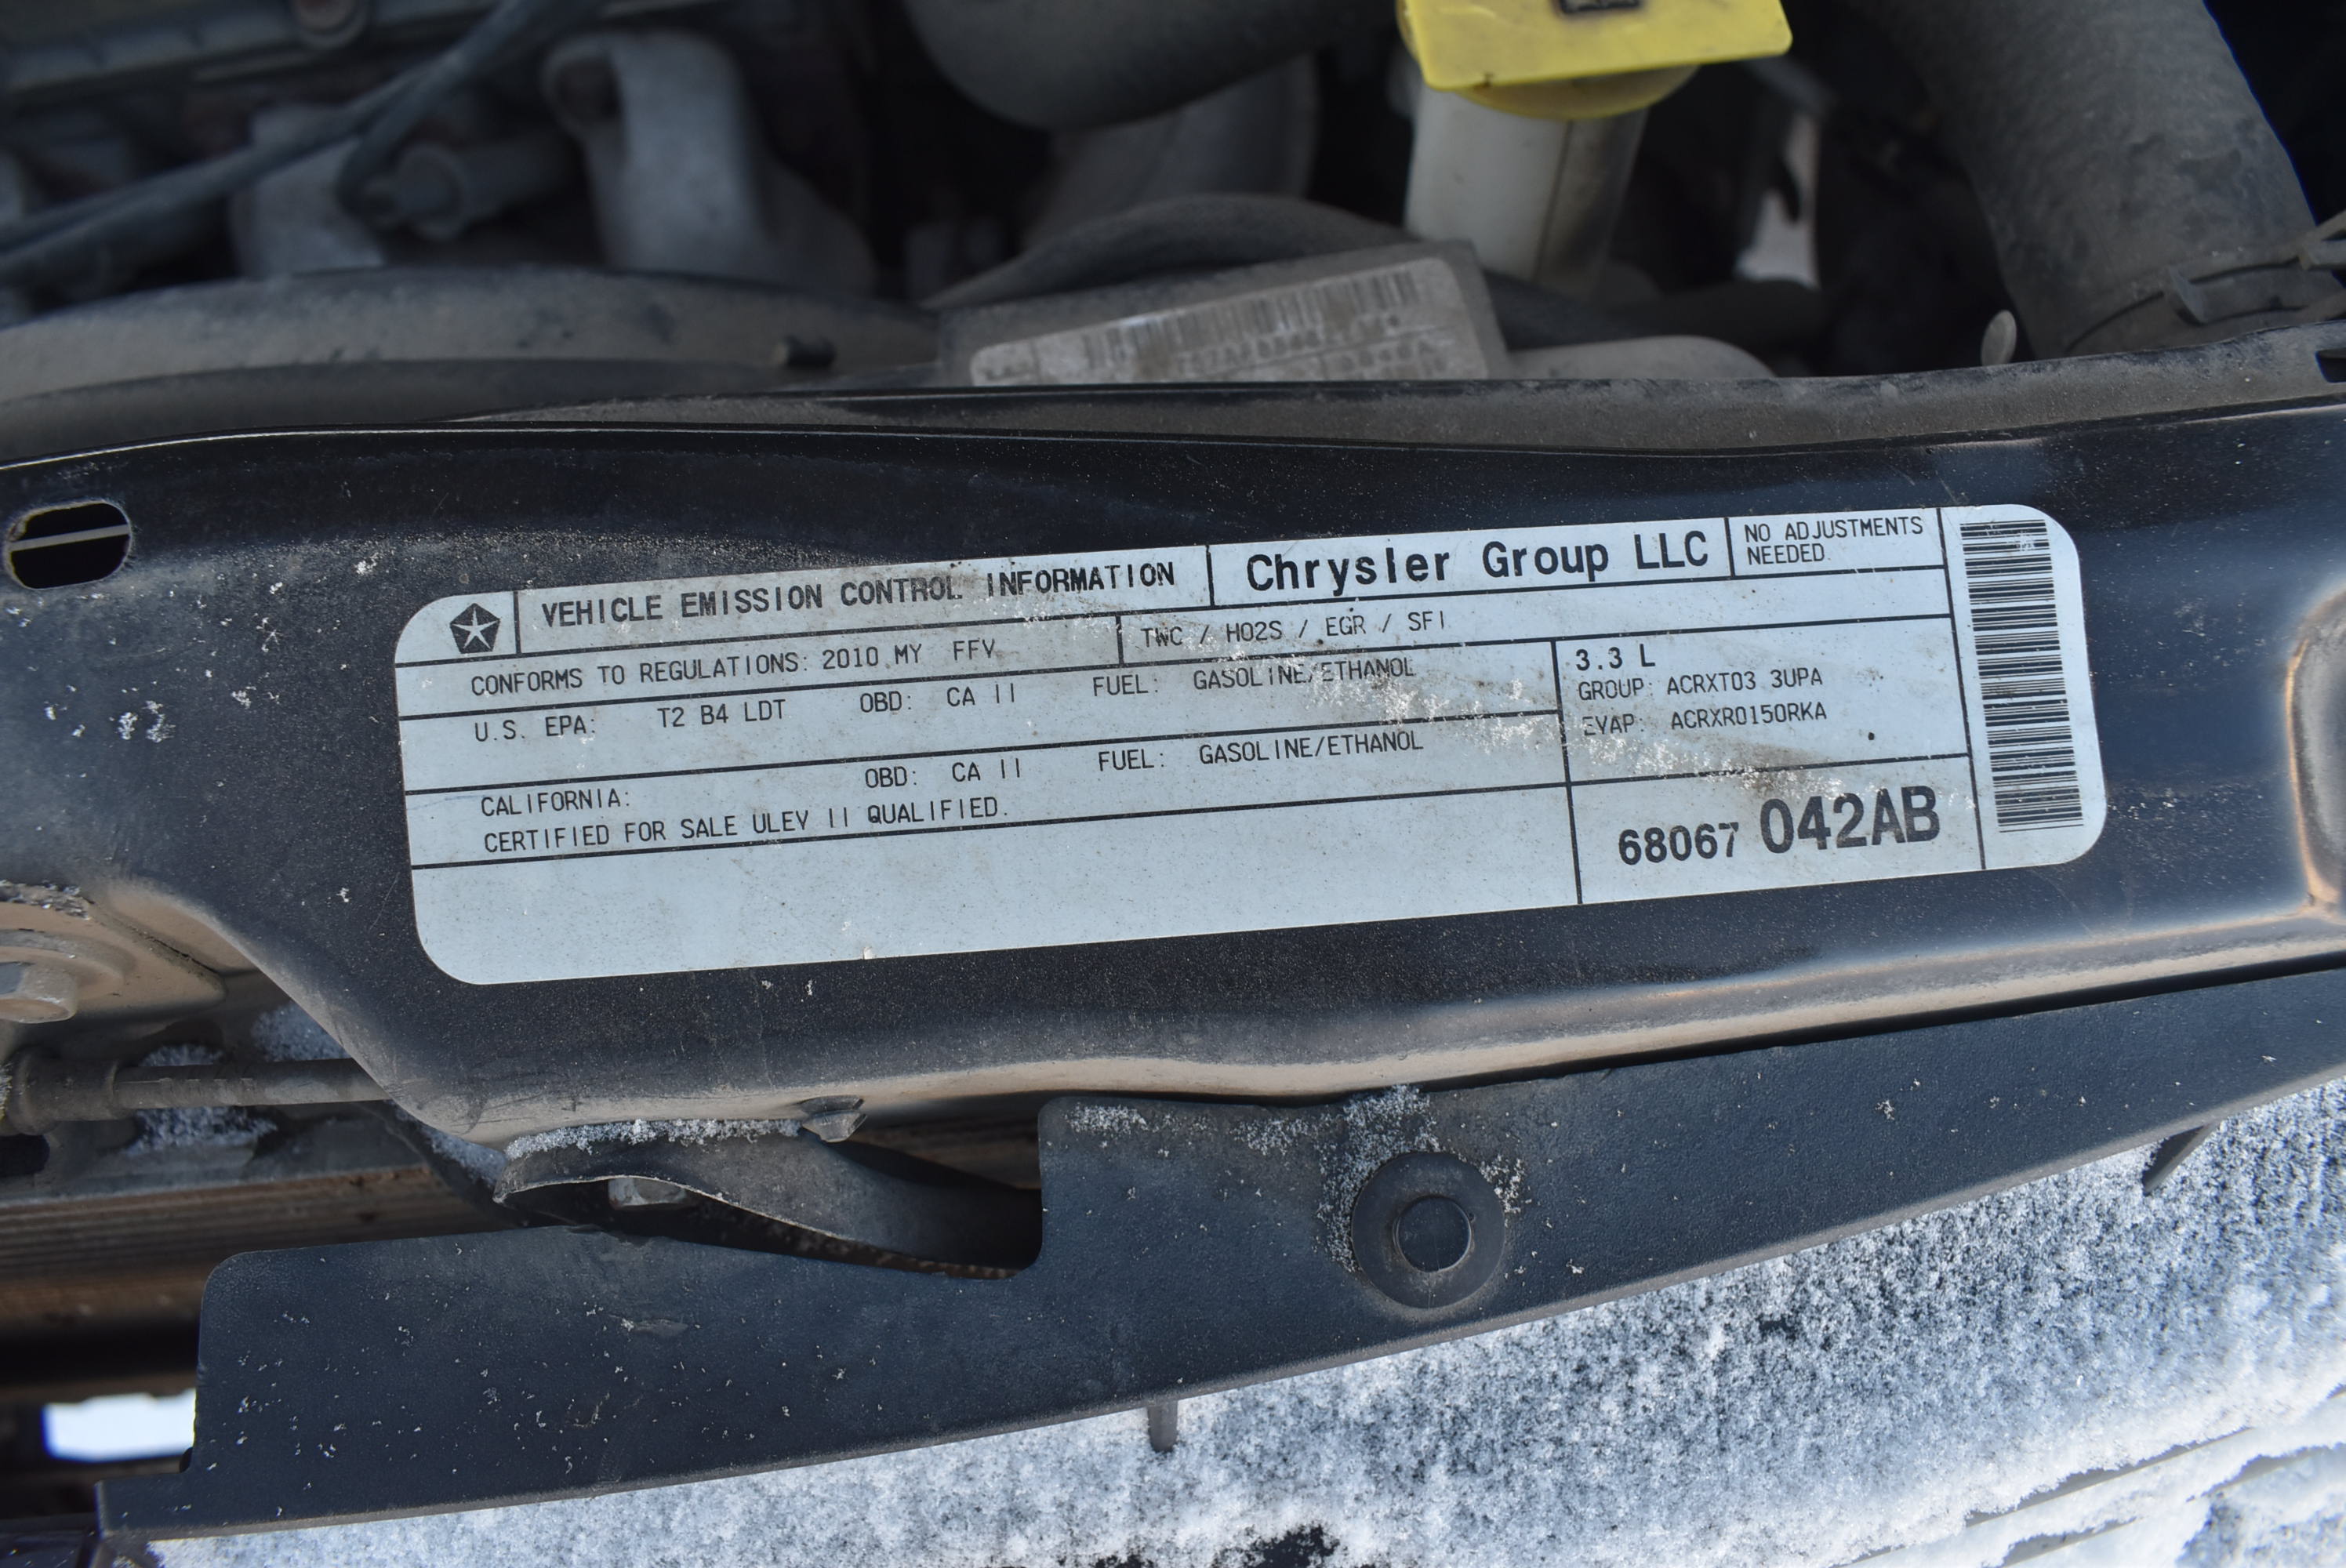 VEHICLE EMISSION CONTROL INFORMATION
Chrysler Group LLC
NO ADJUSTMENTS
NEEDED.
CONFORMS TO REGULATIONS: 2010 MY FFV
TWC / HO2S / EGR / SFI
U.S. EPA: T2 B4 LDT OBD: CA II FUEL: GASOLINE/ETHANOL
3.3 L
GROUP: ACRXT03 3UPA
EVAP: ACRXR0150RKA
CALIFORNIA: OBD: CA II FUEL: GASOLINE/ETHANOL
CERTIFIED FOR SALE ULEV II QUALIFIED.
68067 042AB